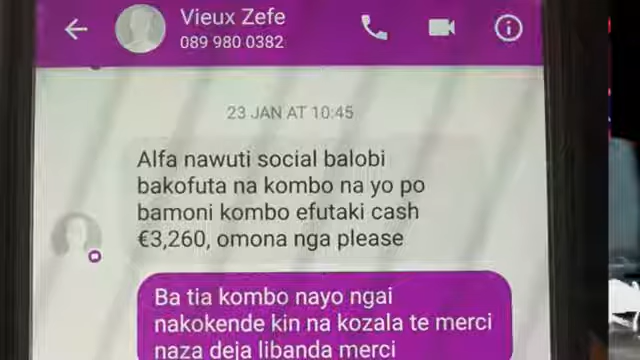 Vieux Zefe
089 980 0382
23 JAN AT 10:45
Alfa nawuti social balobi
bakofuta na kombo na yo po
bamoni kombo efutaki cash
€3,260, omona nga please
Ba tia kombo nayo ngai
nakokende kin na kozala te merci
naza deja libanda merci